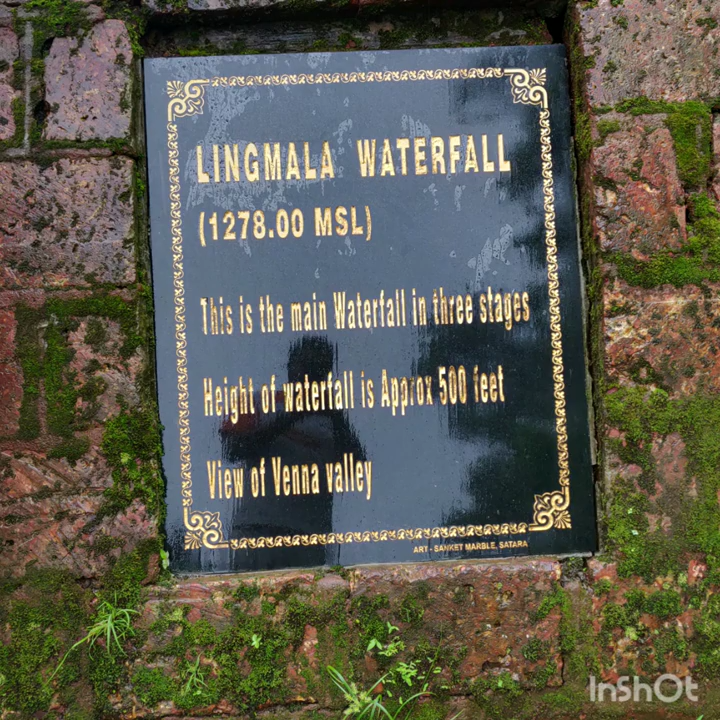 LINGMALA WATERFALL
(1278.00 MSL)
This is the main Waterfall in three stages
Height of waterfall is Approx 500 feet
View of Venna valley
ART - SANKET MARBLE, SATARA
InShOt